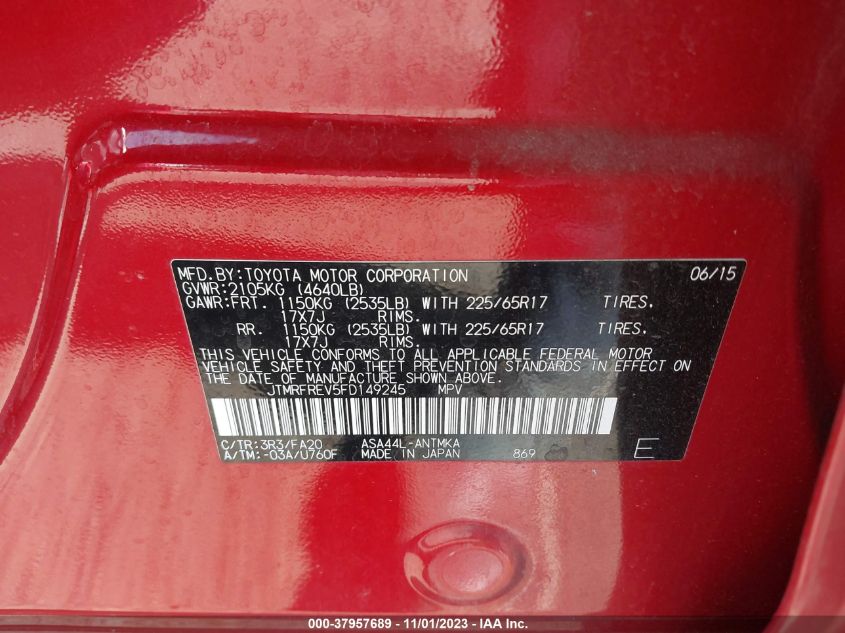 MFD.BY:TOYOTA MOTOR CORPORATION 06/15
GVWR:2105KG (4640LB)
GAWR:FRT. 1150KG (2535LB) WITH 225/65R17 TIRES.
17X7J RIMS.
RR. 1150KG (2535LB) WITH 225/65R17 TIRES.
17X7J RIMS.
THIS VEHICLE CONFORMS TO ALL APPLICABLE FEDERAL MOTOR
VEHICLE SAFETY AND THEFT PREVENTION STANDARDS IN EFFECT ON
THE DATE OF MANUFACTURE SHOWN ABOVE.
JTMRFREV5FD149245 MPV
C/TR:3R3/FA20 ASA44L-ANTMKA
A/TM:-03A/U760F MADE IN JAPAN 869 E
000-37957689 - 11/01/2023 - IAA Inc.